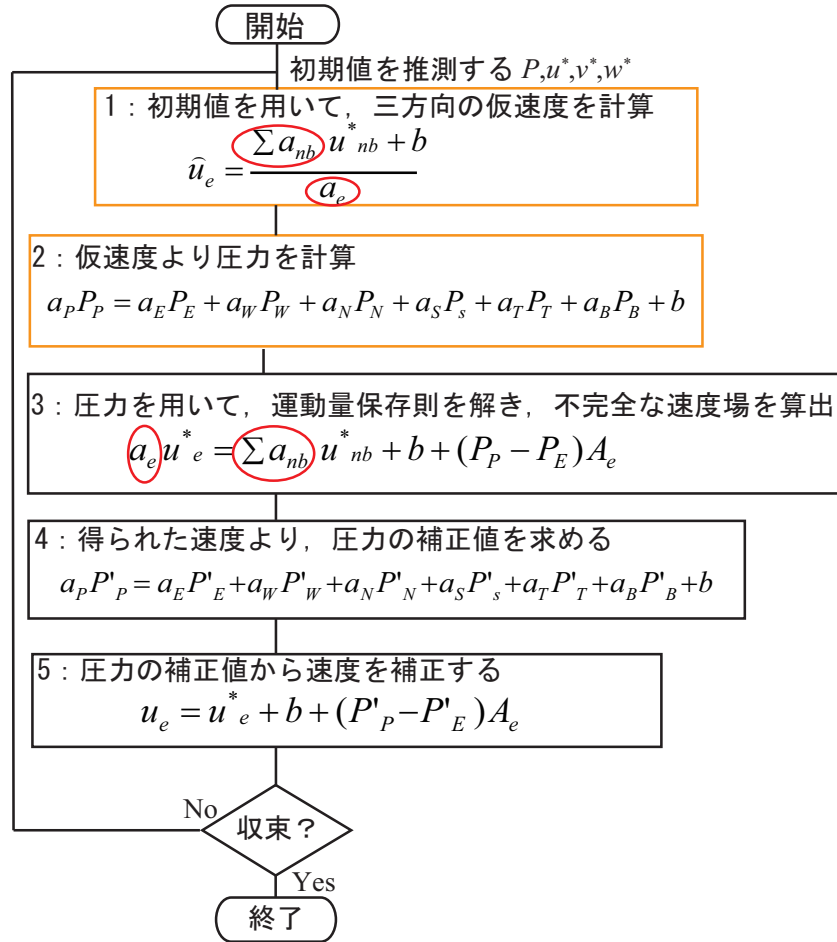 開始
初期値を推測する P,u*,v*,w*
1：初期値を用いて，三方向の仮速度を計算
û_e = (∑a_nb u*_nb + b) / a_e
2：仮速度より圧力を計算
a_P P_P = a_E P_E + a_W P_W + a_N P_N + a_S P_s + a_T P_T + a_B P_B + b
3：圧力を用いて，運動量保存則を解き，不完全な速度場を算出
a_e u*_e = ∑a_nb u*_nb + b + (P_P − P_E)A_e
4：得られた速度より，圧力の補正値を求める
a_P P'_P = a_E P'_E + a_W P'_W + a_N P'_N + a_S P'_s + a_T P'_T + a_B P'_B + b
5：圧力の補正値から速度を補正する
u_e = u*_e + b + (P'_P − P'_E)A_e
No
収束？
Yes
終了